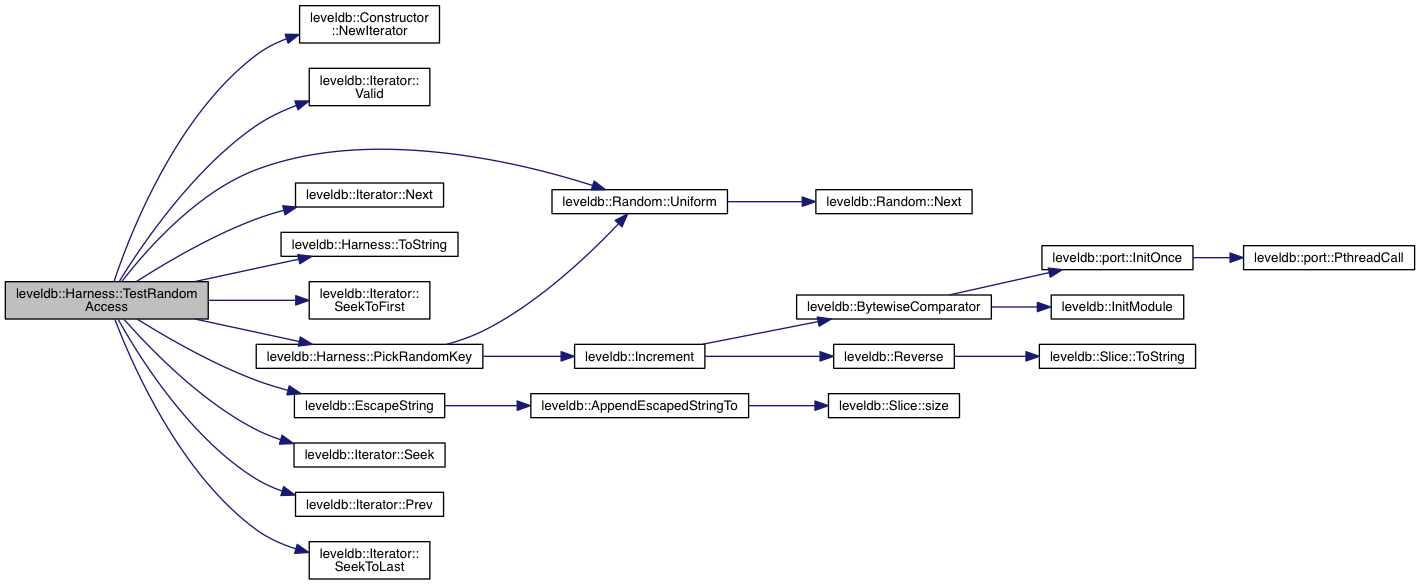 leveldb::Constructor
::NewIterator
leveldb::Iterator::
Valid
leveldb::Iterator::Next
leveldb::Random::Uniform
leveldb::Random::Next
leveldb::Harness::ToString
leveldb::port::InitOnce
leveldb::port::PthreadCall
leveldb::Harness::TestRandom
Access
leveldb::Iterator::
SeekToFirst
leveldb::BytewiseComparator
leveldb::InitModule
leveldb::Harness::PickRandomKey
leveldb::Increment
leveldb::Reverse
leveldb::Slice::ToString
leveldb::EscapeString
leveldb::AppendEscapedStringTo
leveldb::Slice::size
leveldb::Iterator::Seek
leveldb::Iterator::Prev
leveldb::Iterator::
SeekToLast